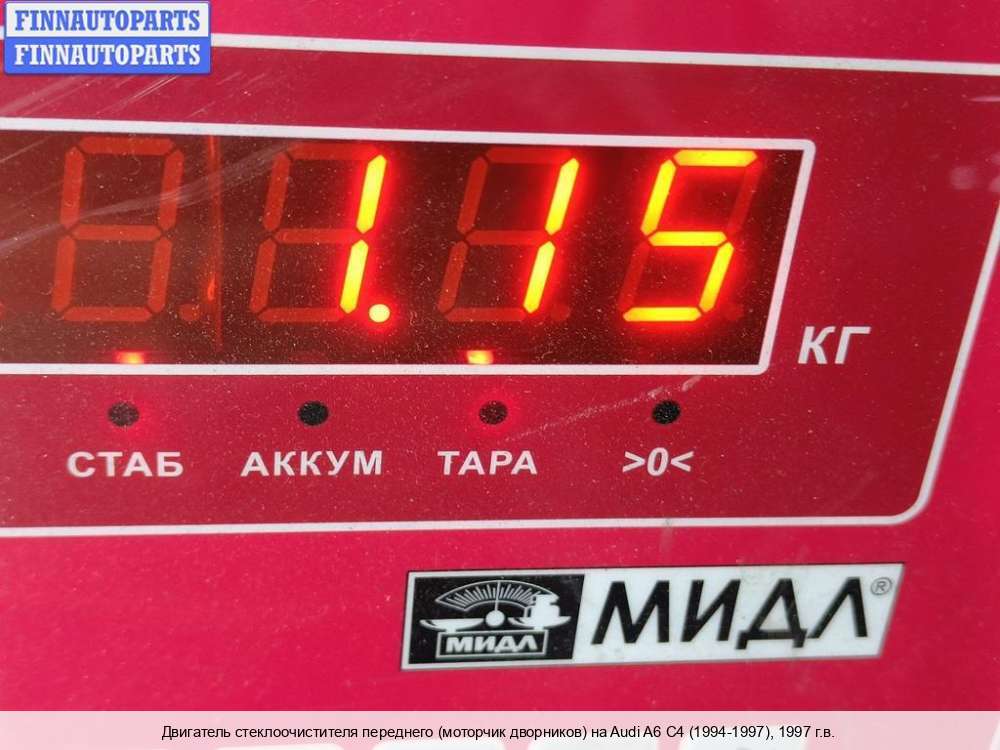 FINNAUTOPARTS
FINNAUTOPARTS
1.15
КГ
СТАБ АККУМ ТАРА >0<
МИДЛ МИДЛ®
Двигатель стеклоочистителя переднего (моторчик дворников) на Audi A6 C4 (1994-1997), 1997 г.в.